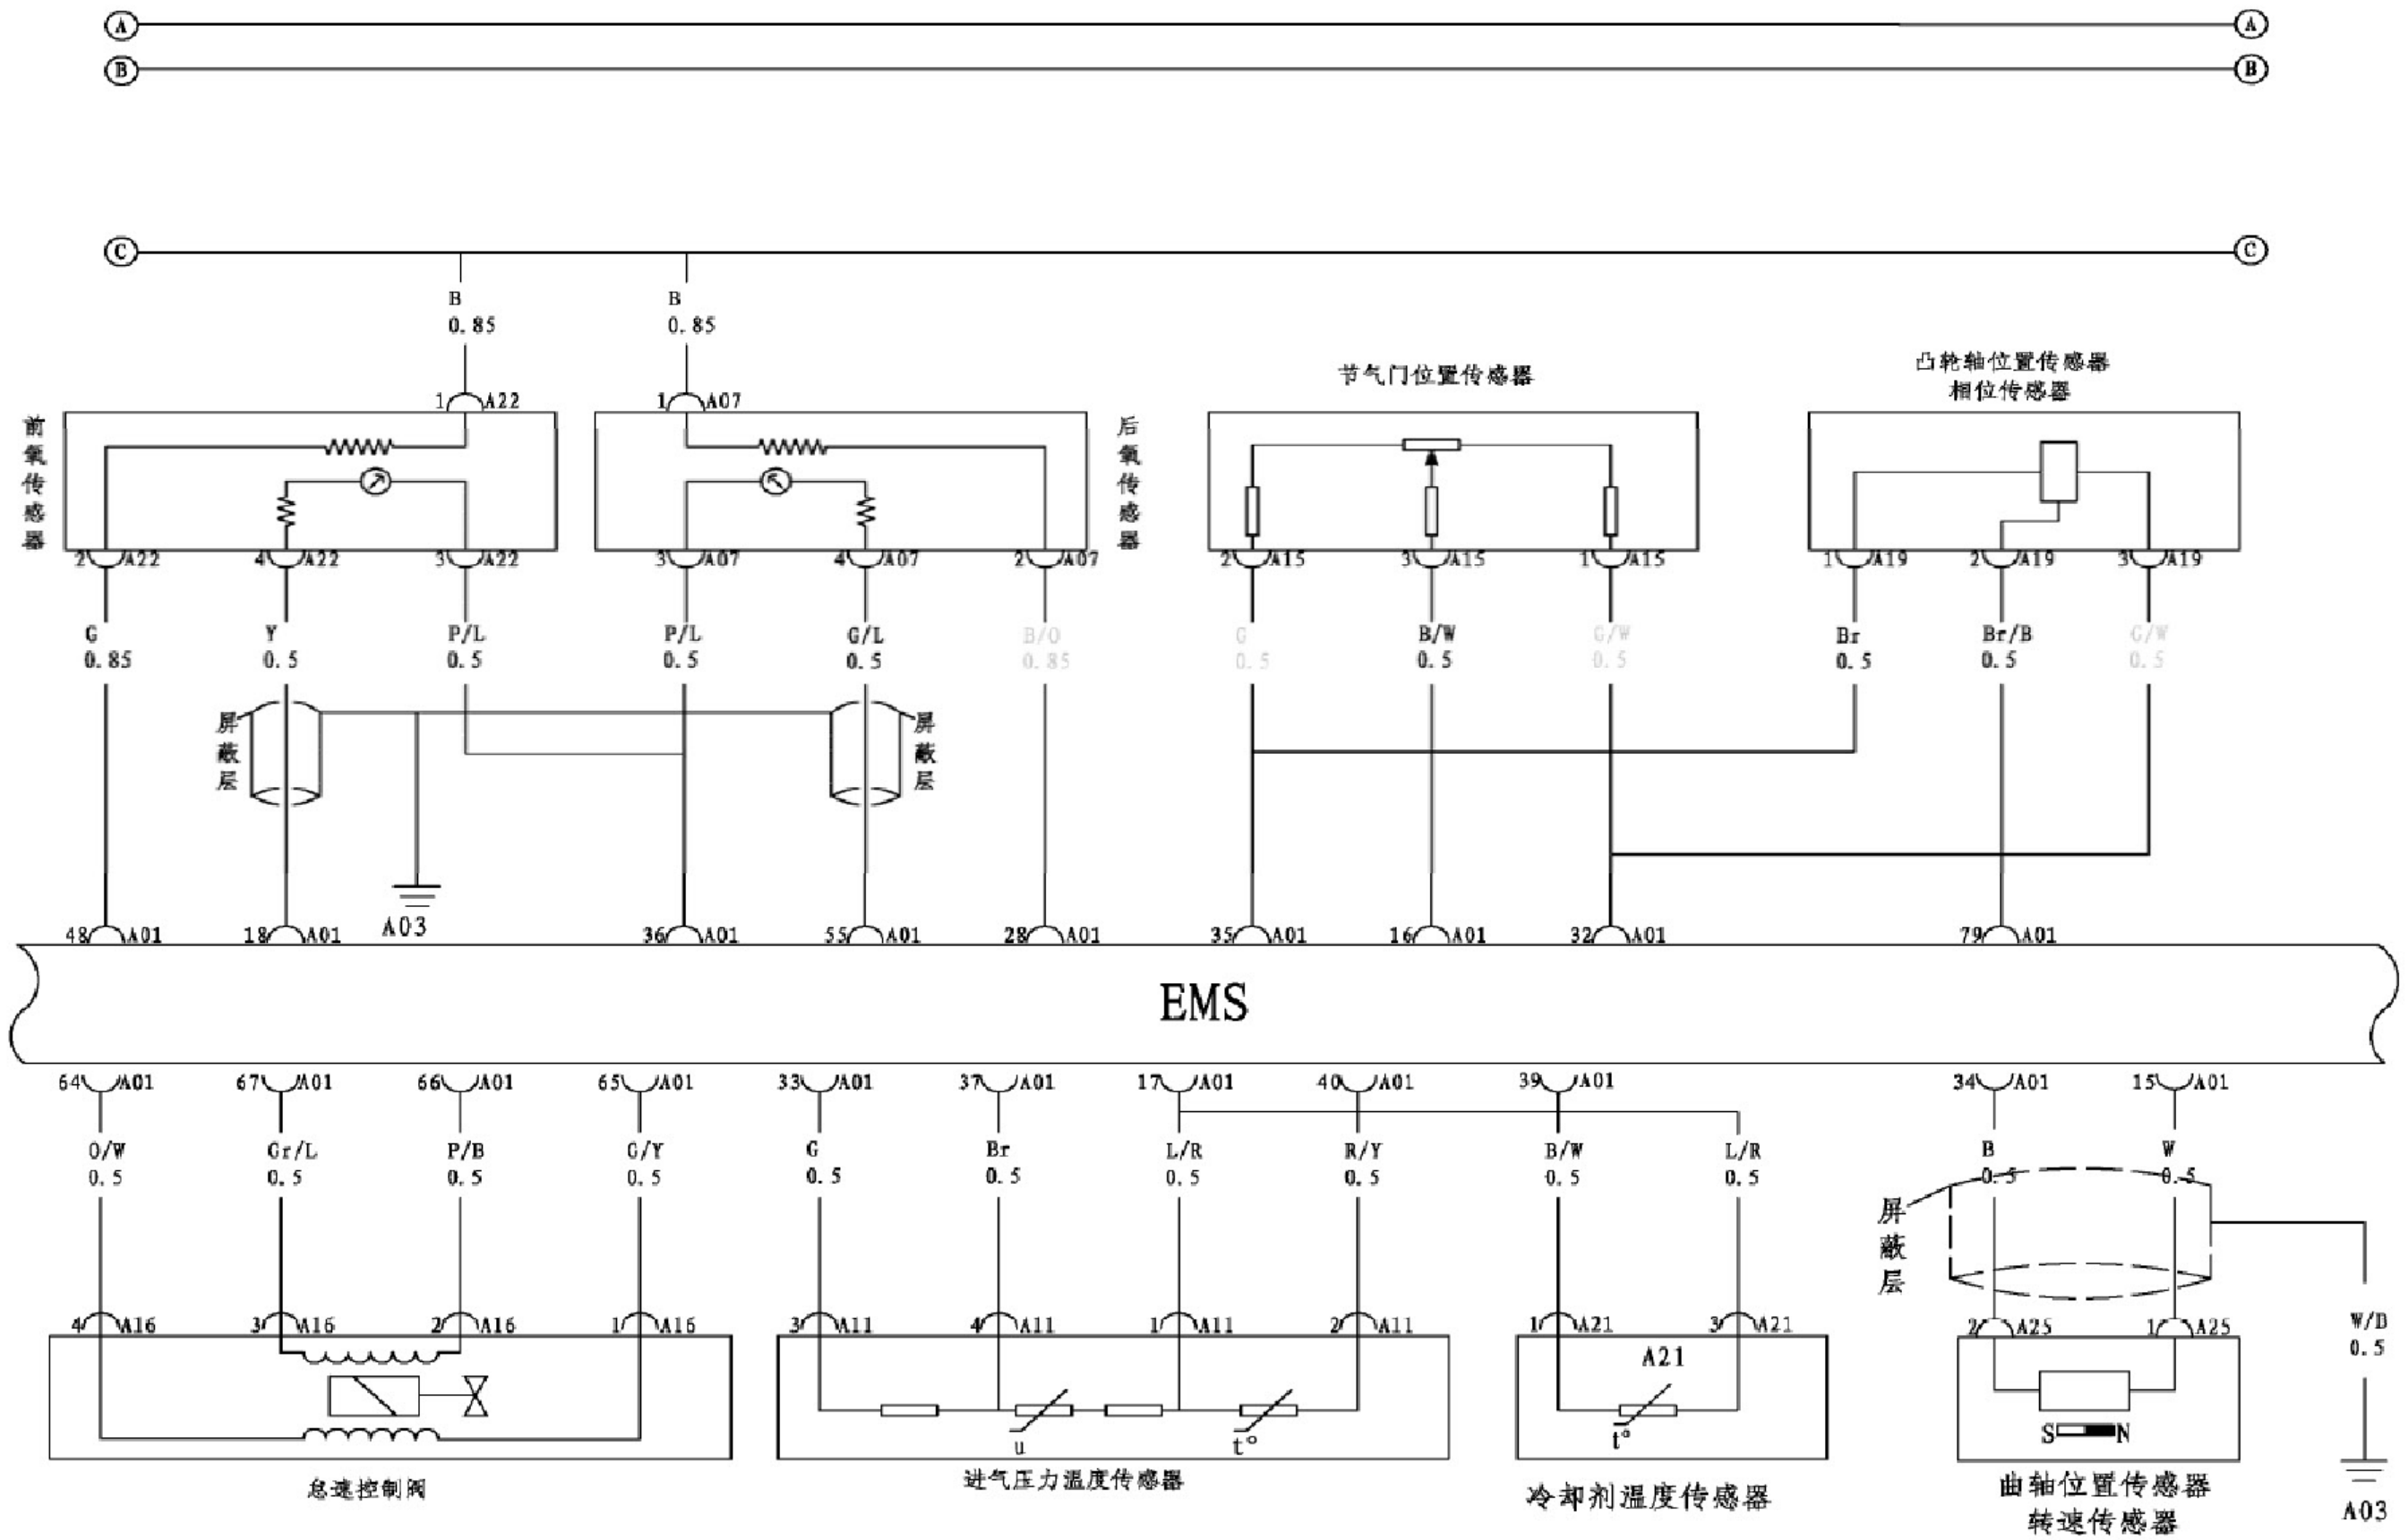 A A
B B
C C
B B
0.85 0.85
节气门位置传感器
凸轮轴位置传感器
相位传感器
1 A22 1 A07
前氧传感器
后氧传感器
2 A22 4 A22 3 A22 3 A07 4 A07 2 A07 2 A15 3 A15 1 A15 1 A19 2 A19 3 A19
G Y P/L P/L G/L B/O G B/W G/W Br Br/B G/W
0.85 0.5 0.5 0.5 0.5 0.85 0.5 0.5 0.5 0.5 0.5 0.5
屏蔽层
屏蔽层
A03
48 A01 18 A01 36 A01 55 A01 28 A01 35 A01 16 A01 32 A01 79 A01
EMS
64 A01 67 A01 66 A01 65 A01 33 A01 37 A01 17 A01 40 A01 39 A01 34 A01 15 A01
O/W Gr/L P/B G/Y G Br L/R R/Y B/W L/R B W
0.5 0.5 0.5 0.5 0.5 0.5 0.5 0.5 0.5 0.5 0.5 0.5
屏蔽层
4 A16 3 A16 2 A16 1 A16 3 A11 4 A11 1 A11 2 A11 1 A21 3 A21 2 A25 1 A25
W/B
0.5
A21
u t° t°
S N
怠速控制阀
进气压力温度传感器
冷却剂温度传感器
曲轴位置传感器
转速传感器
A03